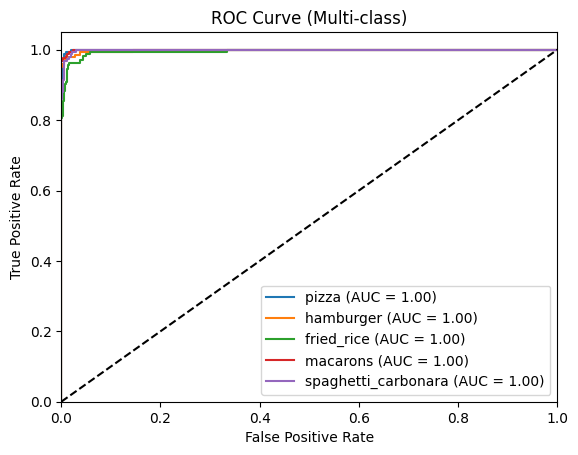 ROC Curve (Multi-class)
True Positive Rate
1.0
0.8
0.6
0.4
0.2
0.0
pizza (AUC = 1.00)
hamburger (AUC = 1.00)
fried_rice (AUC = 1.00)
macarons (AUC = 1.00)
spaghetti_carbonara (AUC = 1.00)
0.0 0.2 0.4 0.6 0.8 1.0
False Positive Rate